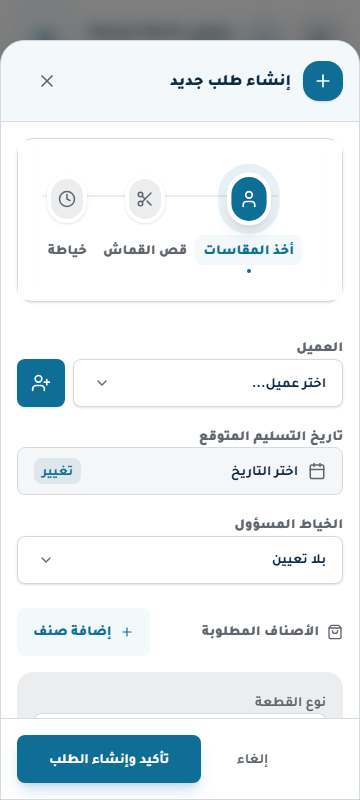 إنشاء طلب جديد
أخذ المقاسات
قص القماش
خياطة
العميل
اختر عميل...
تاريخ التسليم المتوقع
اختر التاريخ
تغيير
الخياط المسؤول
بلا تعيين
الأصناف المطلوبة
إضافة صنف
نوع القطعة
إلغاء
تأكيد وإنشاء الطلب